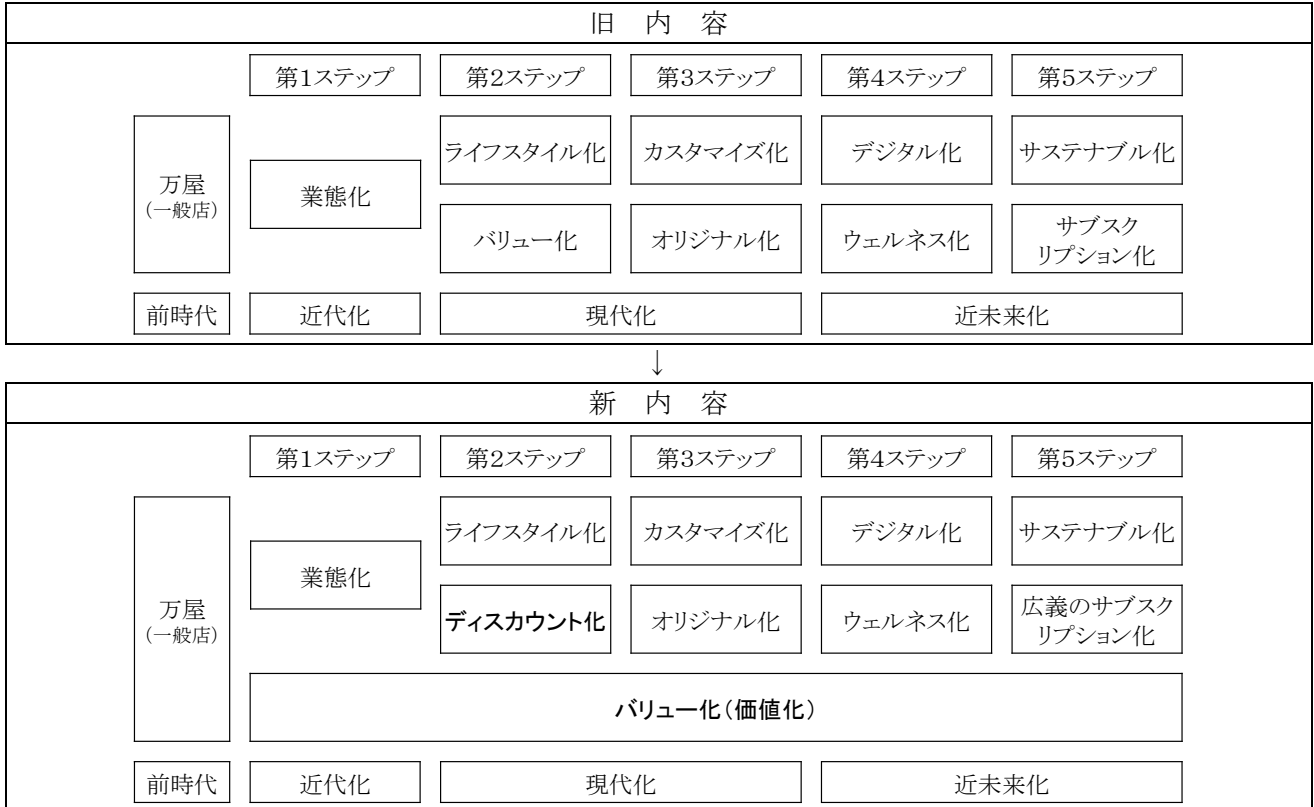 旧 内 容
第1ステップ
第2ステップ
第3ステップ
第4ステップ
第5ステップ
万屋
(一般店)
業態化
ライフスタイル化
カスタマイズ化
デジタル化
サステナブル化
バリュー化
オリジナル化
ウェルネス化
サブスク
リプション化
前時代
近代化
現代化
近未来化
↓
新 内 容
第1ステップ
第2ステップ
第3ステップ
第4ステップ
第5ステップ
万屋
(一般店)
業態化
ライフスタイル化
カスタマイズ化
デジタル化
サステナブル化
ディスカウント化
オリジナル化
ウェルネス化
広義のサブスク
リプション化
バリュー化(価値化)
前時代
近代化
現代化
近未来化